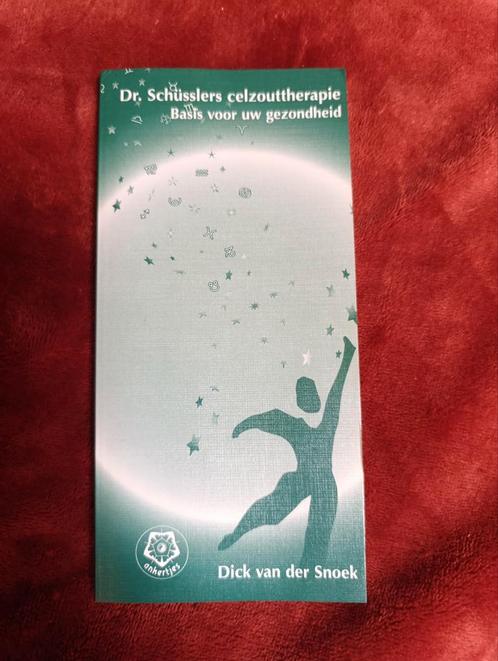 Dr. Schüsslers celzouttherapie
Basis voor uw gezondheid
ankertjes
Dick van der Snoek